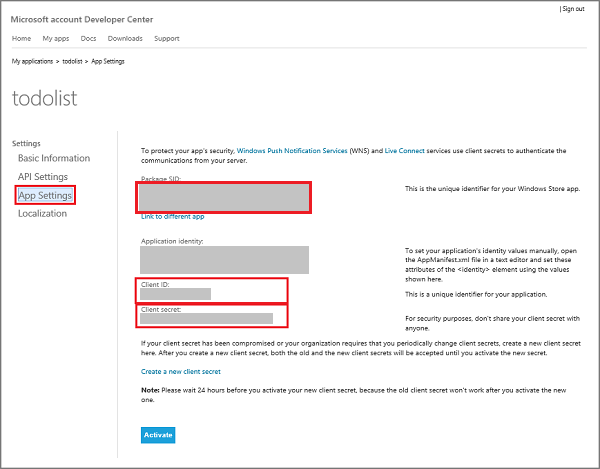 | Sign out
Microsoft account Developer Center
Home My apps Docs Downloads Support
My applications > todolist > App Settings
todolist
Settings
Basic Information
API Settings
App Settings
Localization
To protect your app's security, Windows Push Notification Services (WNS) and Live Connect services use client secrets to authenticate the
communications from your server.
Package SID:
This is the unique identifier for your Windows Store app.
Link to different app
Application identity:
To set your application's identity values manually, open
the AppManifest.xml file in a text editor and set these
attributes of the <identity> element using the values
shown here.
Client ID:
This is a unique identifier for your application.
Client secret:
For security purposes, don't share your client secret with
anyone.
If your client secret has been compromised or your organization requires that you periodically change client secrets, create a new client secret
here. After you create a new client secret, both the old and the new client secrets will be accepted until you activate the new secret.
Create a new client secret
Note: Please wait 24 hours before you activate your new client secret, because the old client secret won't work after you activate the new
one.
Activate